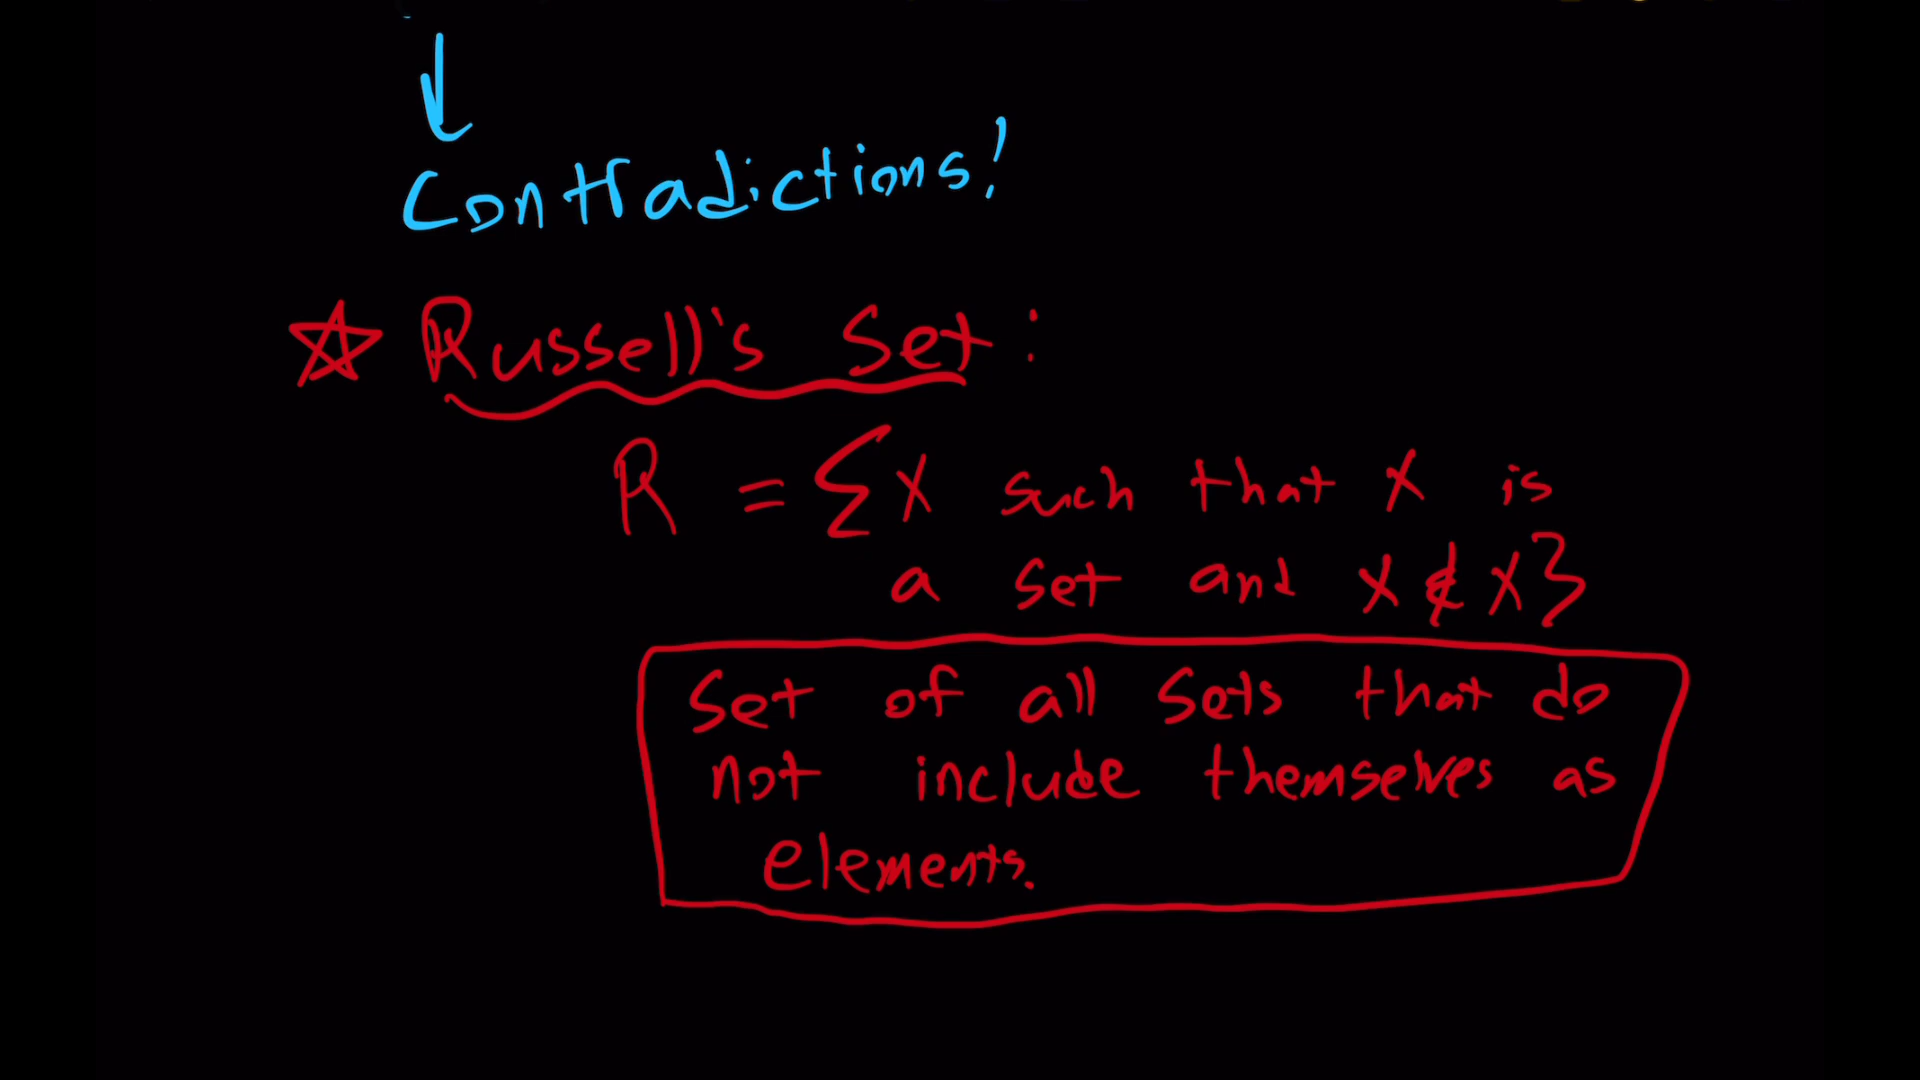 Contradictions!
☆ Russell's Set:
R = {X such that X is
a set and X ∉ X}
Set of all Sets that do
not include themselves as
elements.